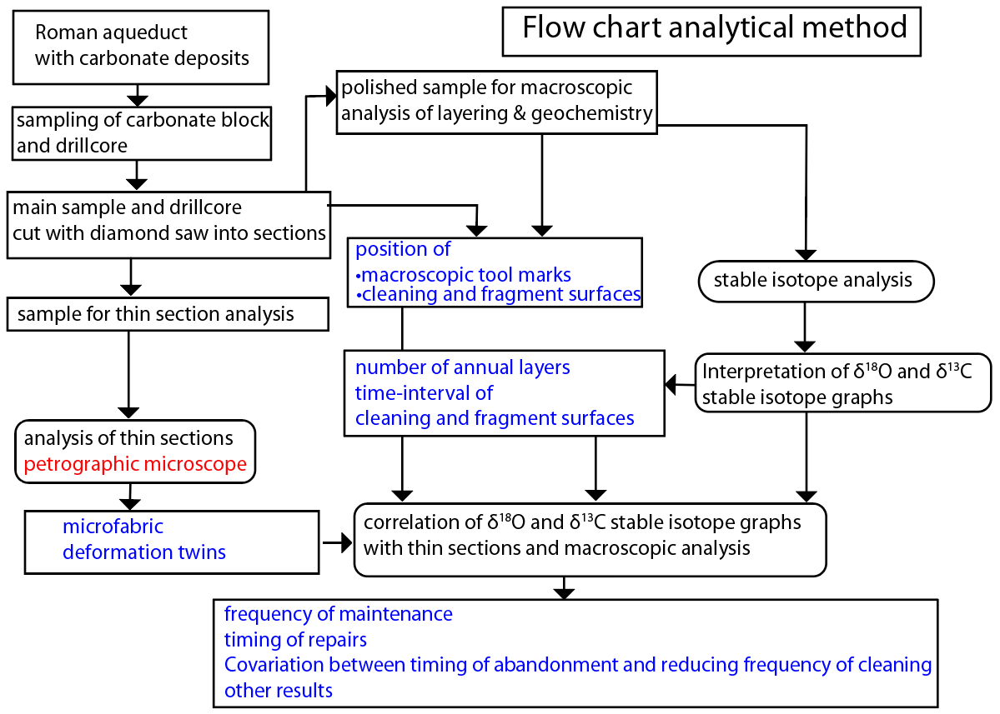 Flow chart analytical method
Roman aqueduct
with carbonate deposits
sampling of carbonate block
and drillcore
main sample and drillcore
cut with diamond saw into sections
polished sample for macroscopic
analysis of layering & geochemistry
position of
•macroscopic tool marks
•cleaning and fragment surfaces
stable isotope analysis
sample for thin section analysis
number of annual layers
time-interval of
cleaning and fragment surfaces
Interpretation of δ¹⁸O and δ¹³C
stable isotope graphs
analysis of thin sections
petrographic microscope
microfabric
deformation twins
correlation of δ¹⁸O and δ¹³C stable isotope graphs
with thin sections and macroscopic analysis
frequency of maintenance
timing of repairs
Covariation between timing of abandonment and reducing frequency of cleaning
other results